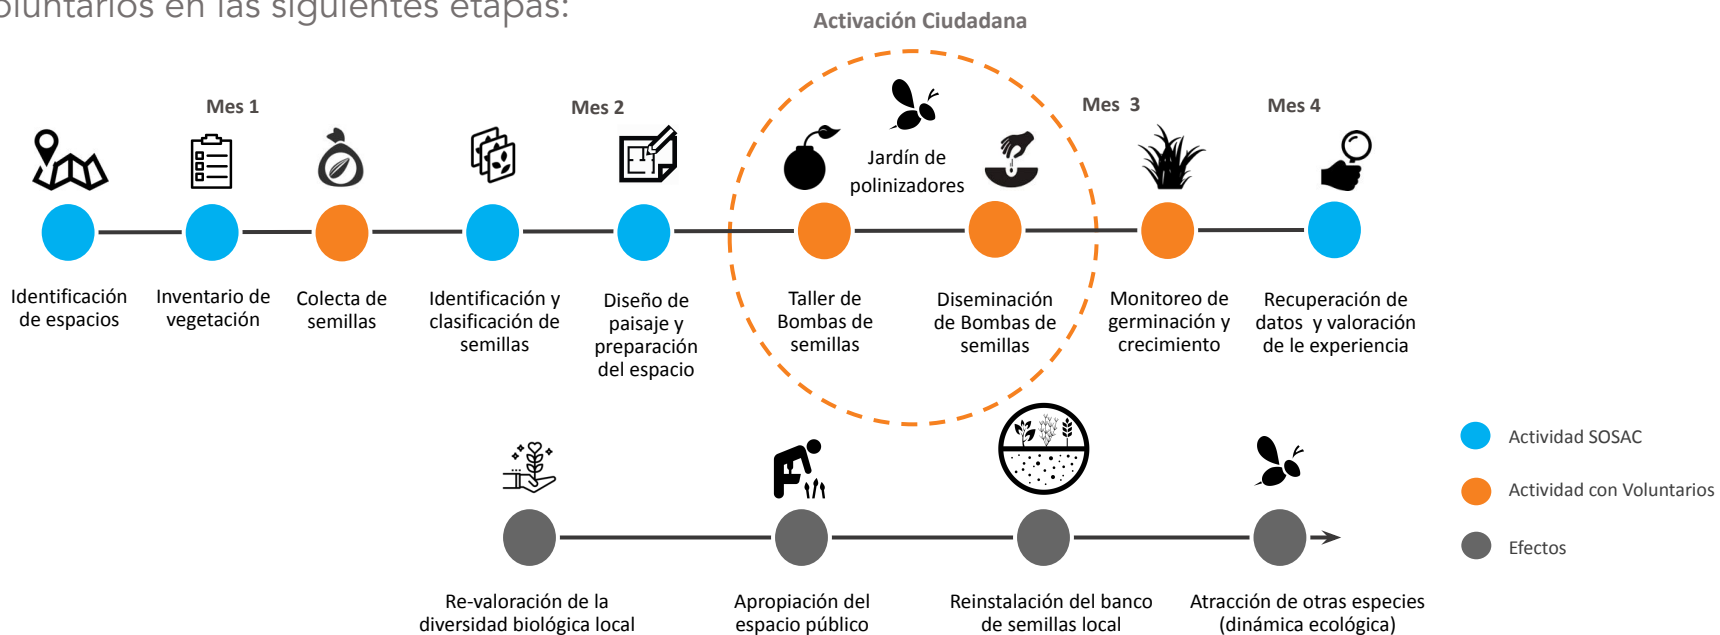 oluntarios en las siguientes etapas:
Activación Ciudadana
Mes 1
Mes 2
Mes 3
Mes 4
Jardín de
polinizadores
Identificación
de espacios
Inventario de
vegetación
Colecta de
semillas
Identificación y
clasificación de
semillas
Diseño de
paisaje y
preparación
del espacio
Taller de
Bombas de
semillas
Diseminación
de Bombas de
semillas
Monitoreo de
germinación y
crecimiento
Recuperación de
datos y valoración
de le experiencia
Actividad SOSAC
Actividad con Voluntarios
Efectos
Re-valoración de la
diversidad biológica local
Apropiación del
espacio público
Reinstalación del banco
de semillas local
Atracción de otras especies
(dinámica ecológica)